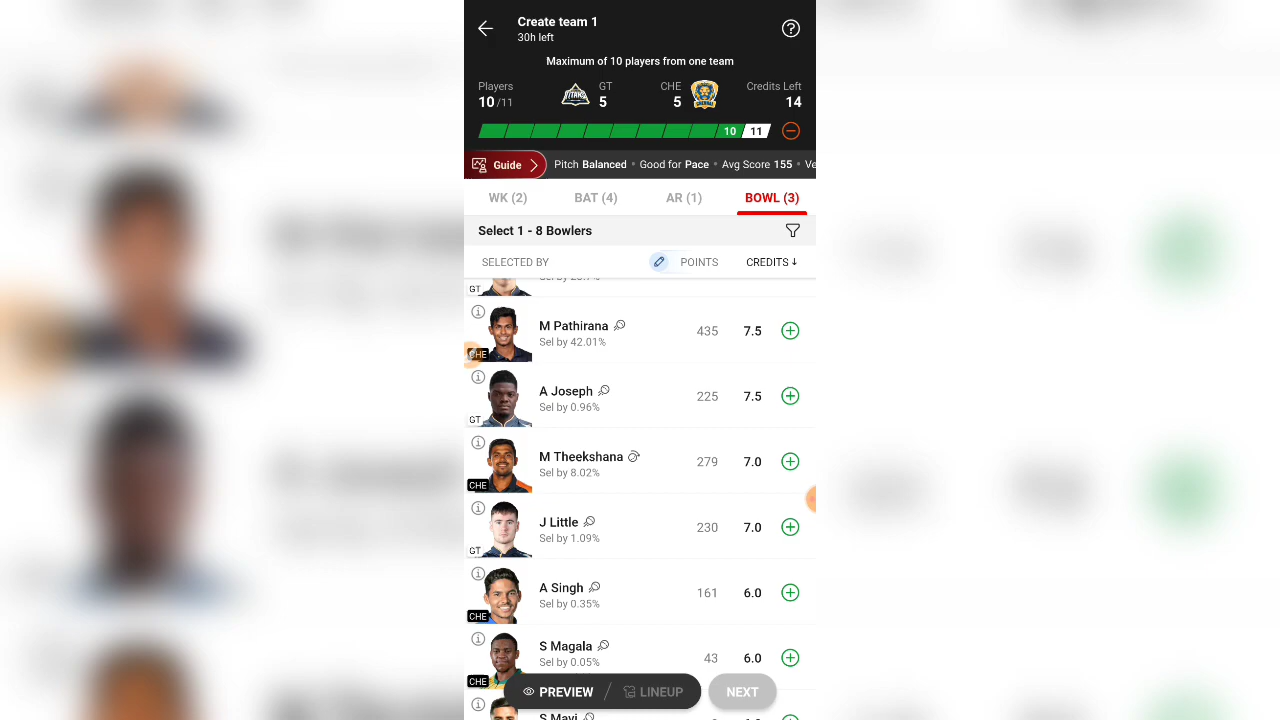 Create team 1
30h left
Maximum of 10 players from one team
Players GT CHE Credits Left
10/11 TITANS 5 5 CHENNAI 14
10 11
Guide Pitch Balanced • Good for Pace • Avg Score 155 • Ve
WK (2) BAT (4) AR (1) BOWL (3)
Select 1 - 8 Bowlers
SELECTED BY POINTS CREDITS
GT
M Pathirana 435 7.5
Sel by 42.01%
CHE
A Joseph 225 7.5
Sel by 0.96%
GT
M Theekshana 279 7.0
Sel by 8.02%
CHE
J Little 230 7.0
Sel by 1.09%
GT
A Singh 161 6.0
Sel by 0.35%
CHE
S Magala 43 6.0
Sel by 0.05%
CHE
PREVIEW / LINEUP NEXT
S Mavi